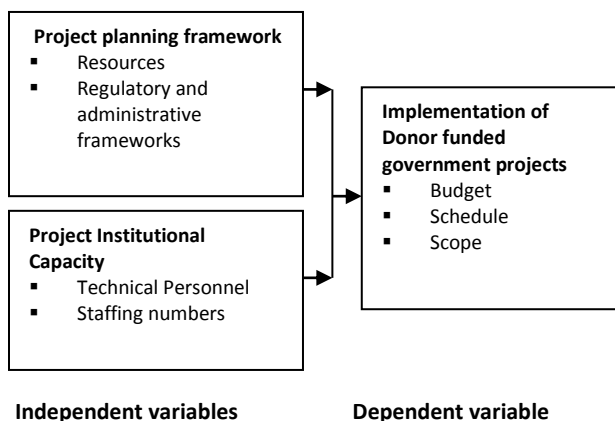 Project planning framework
▪ Resources
▪ Regulatory and
administrative
frameworks
Project Institutional
Capacity
▪ Technical Personnel
▪ Staffing numbers
Implementation of
Donor funded
government projects
▪ Budget
▪ Schedule
▪ Scope
Independent variables
Dependent variable